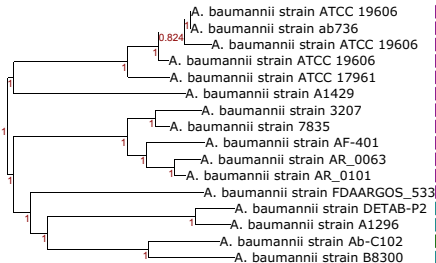 A. baumannii strain ATCC 19606
A. baumannii strain ab736
0.824
A. baumannii strain ATCC 19606
1
A. baumannii strain ATCC 19606
1
A. baumannii strain ATCC 17961
1
A. baumannii strain A1429
1
A. baumannii strain 3207
1
A. baumannii strain 7835
1
A. baumannii strain AF-401
1
A. baumannii strain AR_0063
1
A. baumannii strain AR_0101
1
A. baumannii strain FDAARGOS_533
1
A. baumannii strain DETAB-P2
1
A. baumannii strain A1296
1
A. baumannii strain Ab-C102
1
A. baumannii strain B8300